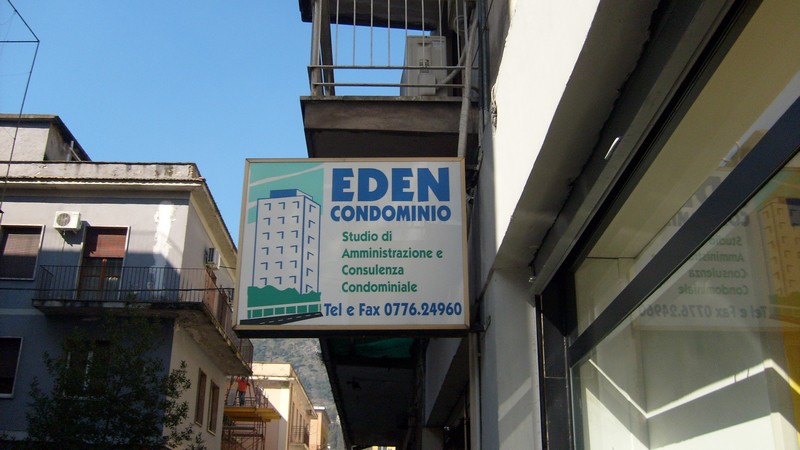 EDEN
CONDOMINIO
Studio di
Amministrazione e
Consulenza
Condominiale
Tel e Fax 0776.24960